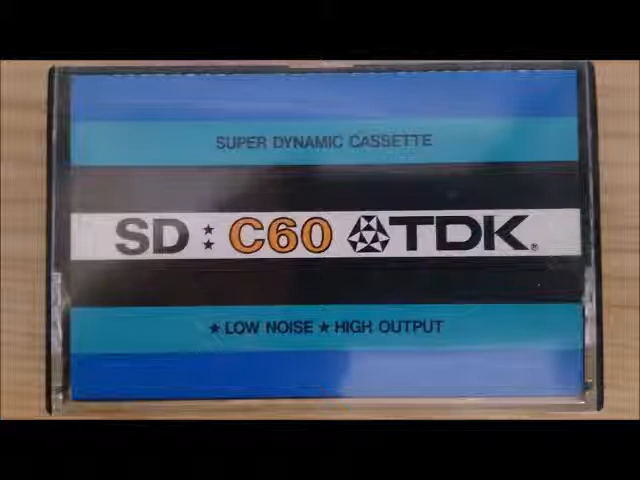 SUPER DYNAMIC CASSETTE
SD : C60 TDK®
★ LOW NOISE ★ HIGH OUTPUT